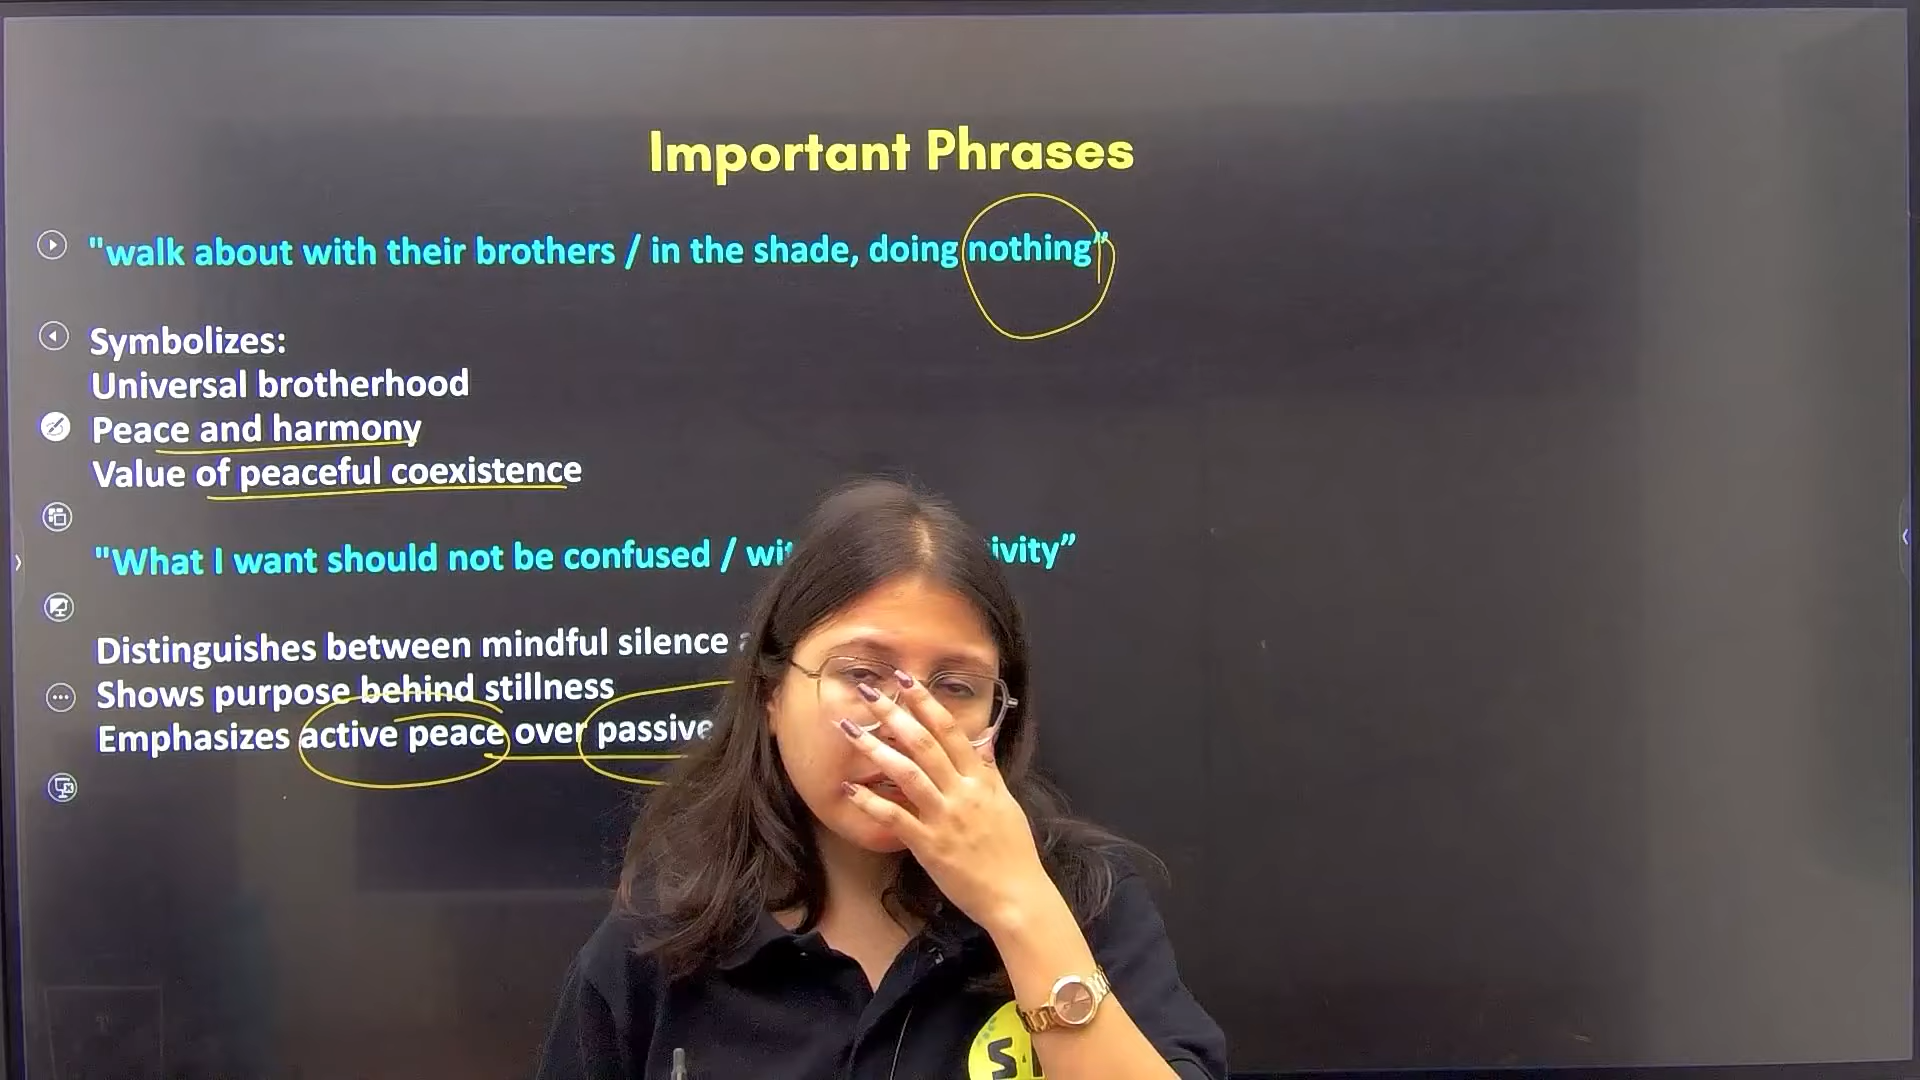 Important Phrases
"walk about with their brothers / in the shade, doing nothing”
Symbolizes:
Universal brotherhood
Peace and harmony
Value of peaceful coexistence
"What I want should not be confused /
Distinguishes between mindful silence
Shows purpose behind stillness
Emphasizes active peace over passive